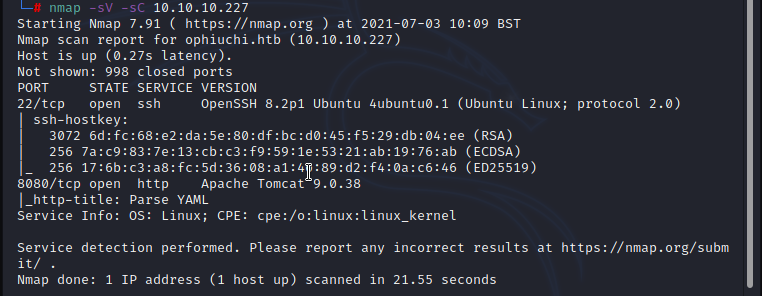 └─# nmap -sV -sC 10.10.10.227
Starting Nmap 7.91 ( https://nmap.org ) at 2021-07-03 10:09 BST
Nmap scan report for ophiuchi.htb (10.10.10.227)
Host is up (0.27s latency).
Not shown: 998 closed ports
PORT     STATE SERVICE VERSION
22/tcp   open  ssh     OpenSSH 8.2p1 Ubuntu 4ubuntu0.1 (Ubuntu Linux; protocol 2.0)
| ssh-hostkey:
|   3072 6d:fc:68:e2:da:5e:80:df:bc:d0:45:f5:29:db:04:ee (RSA)
|   256 7a:c9:83:7e:13:cb:c3:f9:59:1e:53:21:ab:19:76:ab (ECDSA)
|_  256 17:6b:c3:a8:fc:5d:36:08:a1:40:89:d2:f4:0a:c6:46 (ED25519)
8080/tcp open  http    Apache Tomcat 9.0.38
|_http-title: Parse YAML
Service Info: OS: Linux; CPE: cpe:/o:linux:linux_kernel
Service detection performed. Please report any incorrect results at https://nmap.org/subm
it/ .
Nmap done: 1 IP address (1 host up) scanned in 21.55 seconds